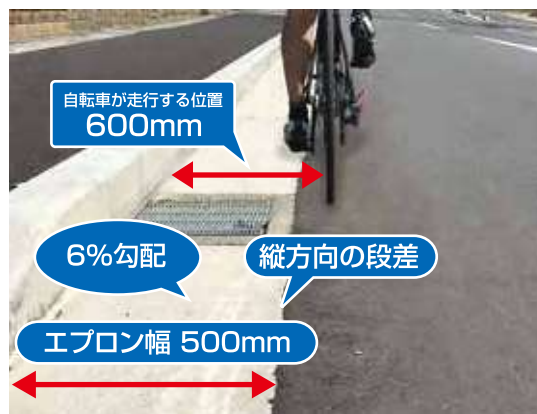 自転車が走行する位置
600mm
6%勾配
縦方向の段差
エプロン幅 500mm